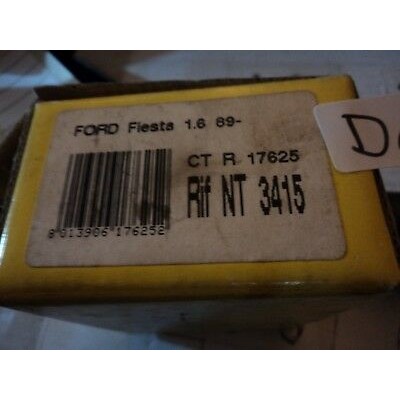 FORD Fiesta 1.6 89-
CT R 17625
Rif NT 3415
8 013906 176252